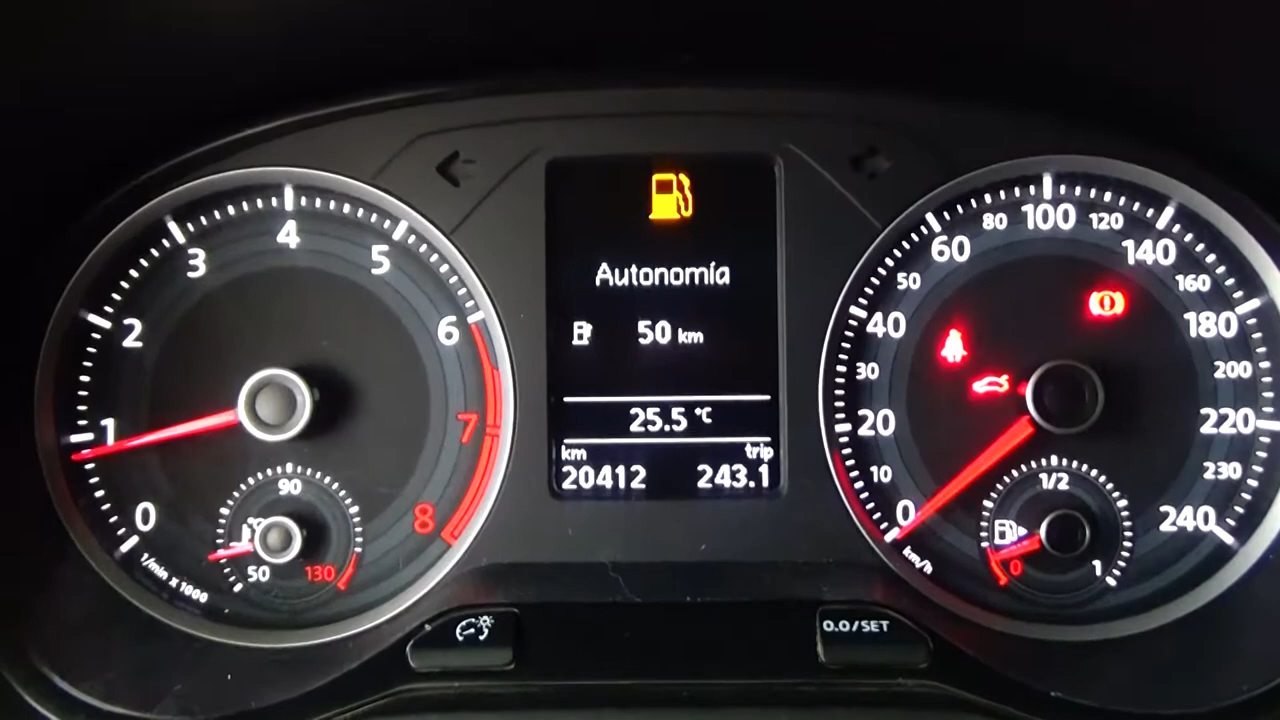 0 1 2 3 4 5 6 7 8
1/min x 1000
50 90 130
°C
Autonomía
50 km
25.5 °C
km trip
20412 243.1
0 10 20 30 40 50 60 80 100 120 140 160 180 200 220 230 240
km/h
0 1/2 1
0.0/SET